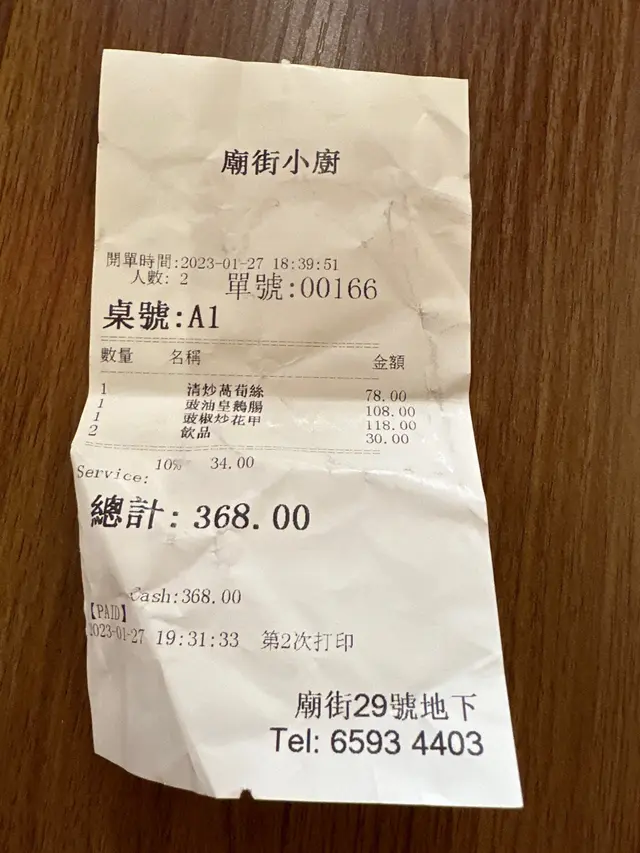 廟街小廚
開單時間:2023-01-27 18:39:51
人數: 2 單號:00166
桌號:A1
數量 名稱 金額
1 清炒萵荀絲 78.00
1 豉油皇鵝腸 108.00
1 豉椒炒花甲 118.00
2 飲品 30.00
Service: 10% 34.00
總計: 368.00
Cash:368.00
【PAID】
2023-01-27 19:31:33 第2次打印
廟街29號地下
Tel: 6593 4403